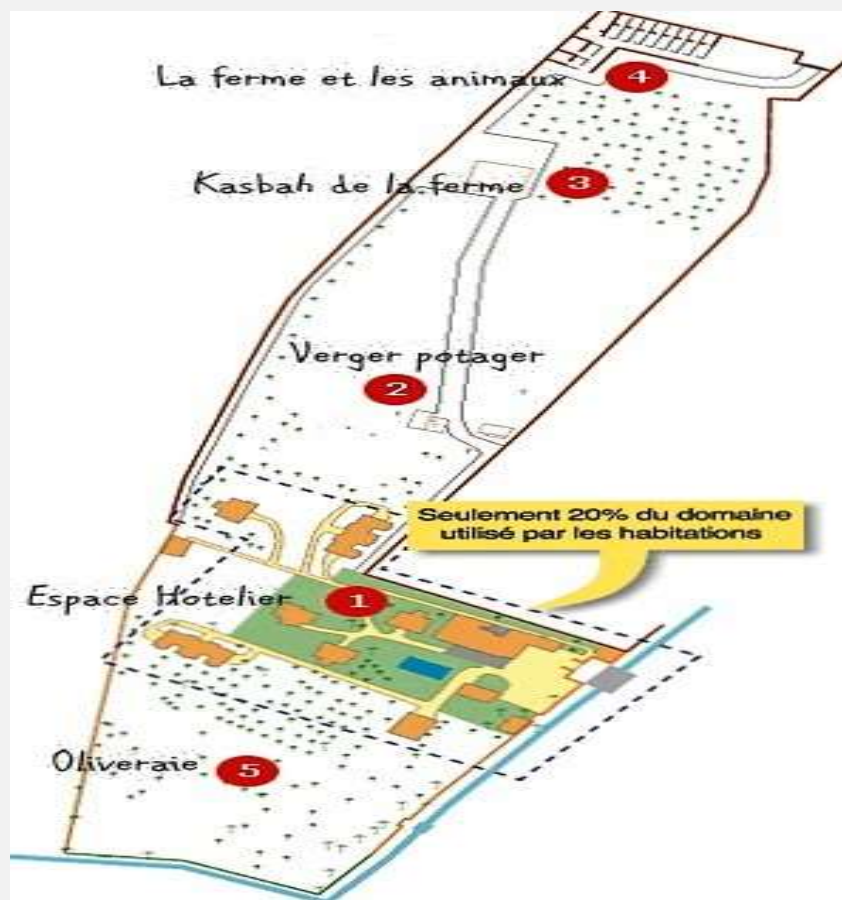 La ferme et les animaux 4
Kasbah de la ferme 3
Verger potager
2
Seulement 20% du domaine
utilisé par les habitations
Espace Hotelier 1
Oliveraie 5